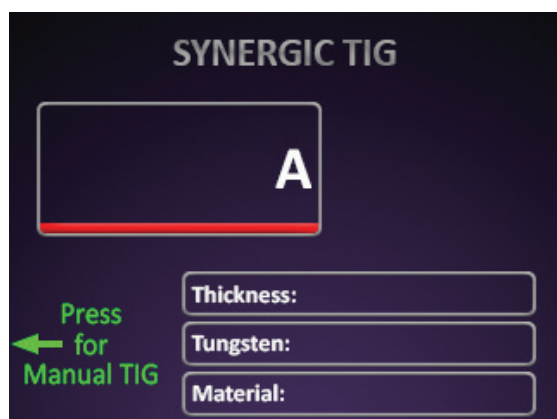 SYNERGIC TIG
A
Press
for
Manual TIG
Thickness:
Tungsten:
Material: